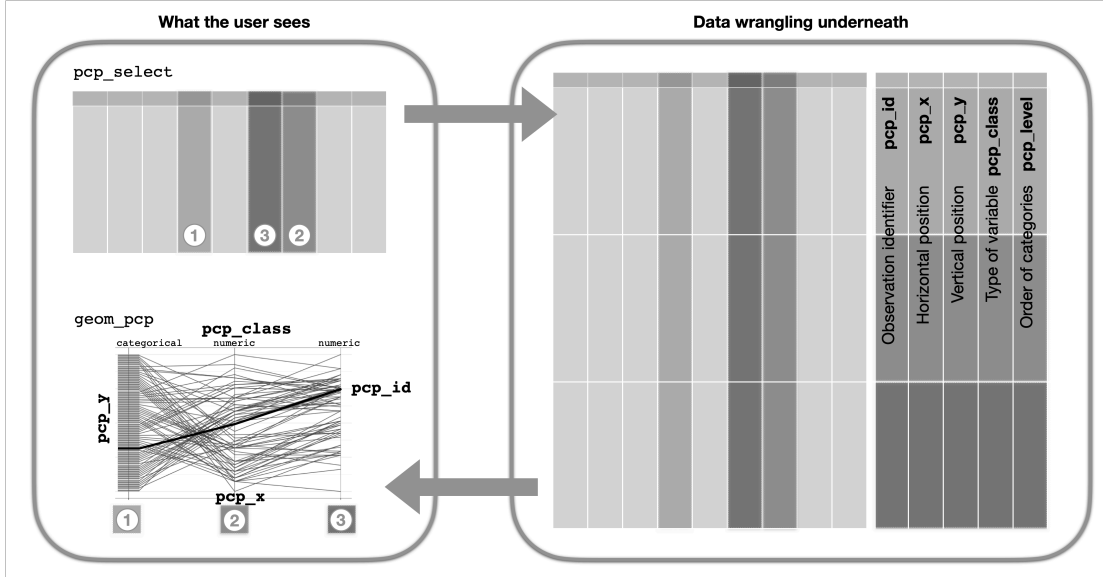 What the user sees
pcp_select
1
3
2
geom_pcp
pcp_class
categorical
numeric
numeric
pcp_y
pcp_id
pcp_x
1
2
3
Data wrangling underneath
Observation identifier pcp_id
Horizontal position pcp_x
Vertical position pcp_y
Type of variable pcp_class
Order of categories pcp_level